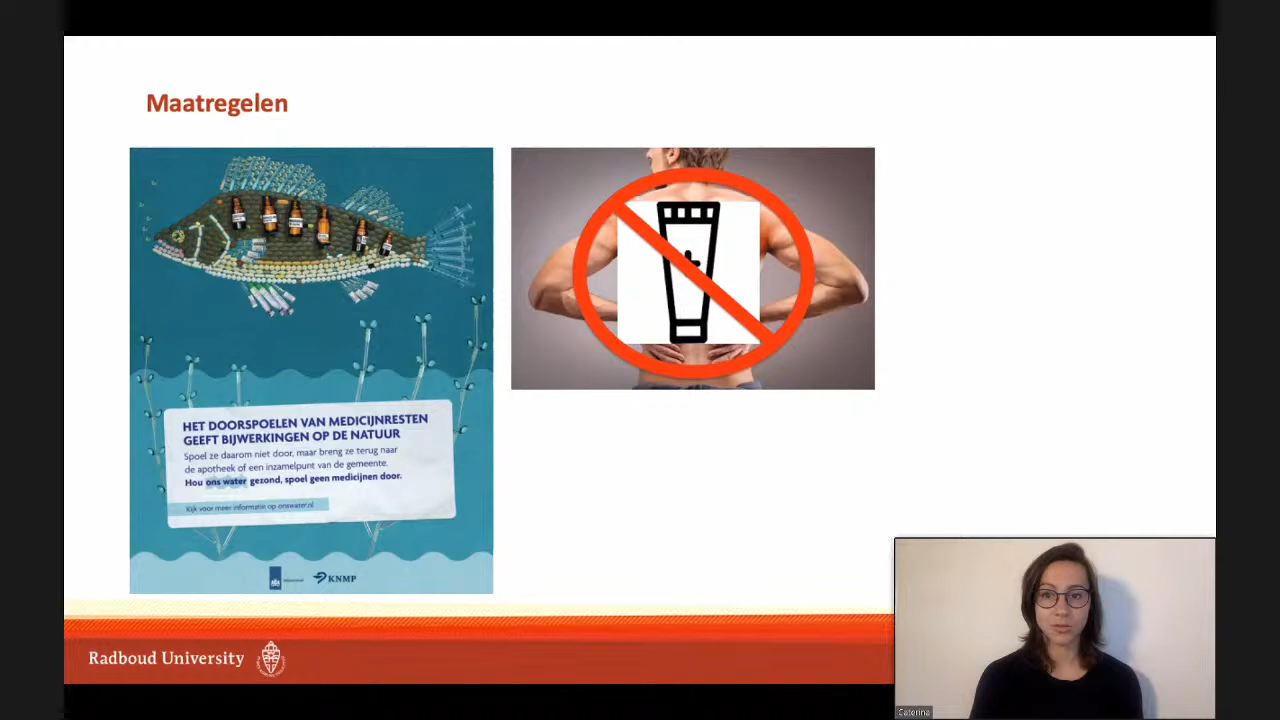 Maatregelen
HET DOORSPOELEN VAN MEDICIJNRESTEN
GEEFT BIJWERKINGEN OP DE NATUUR
Spoel ze daarom niet door, maar breng ze terug naar
de apotheek of een inzamelpunt van de gemeente.
Hou ons water gezond, spoel geen medicijnen door.
Kijk voor meer informatie op onswater.nl
KNMP
Radboud University
Caterina